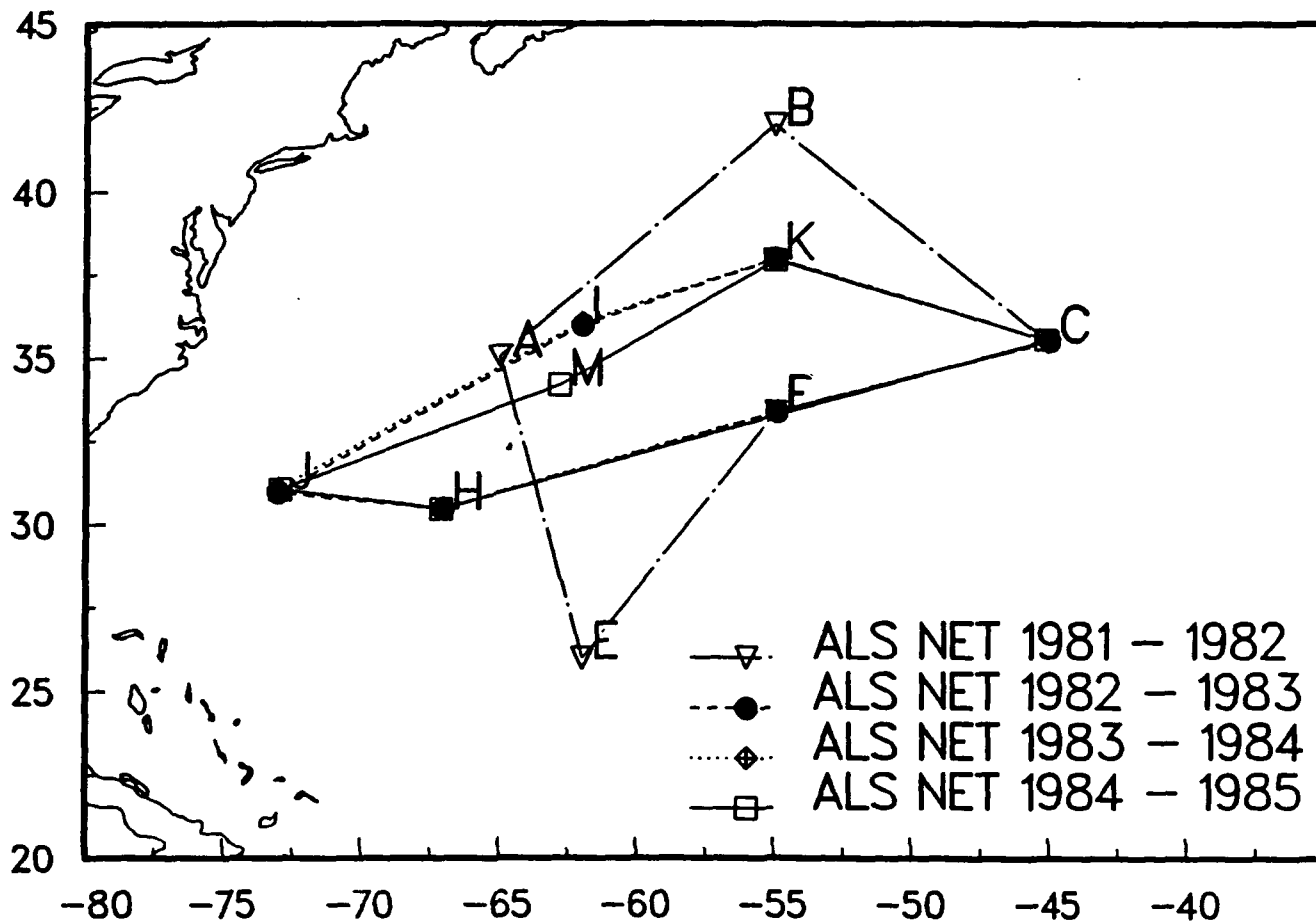 45
B
40
K
C
A
35
M
F
H
30
E
ALS NET 1981 – 1982
25
ALS NET 1982 – 1983
ALS NET 1983 – 1984
ALS NET 1984 – 1985
20
-80 -75 -70 -65 -60 -55 -50 -45 -40